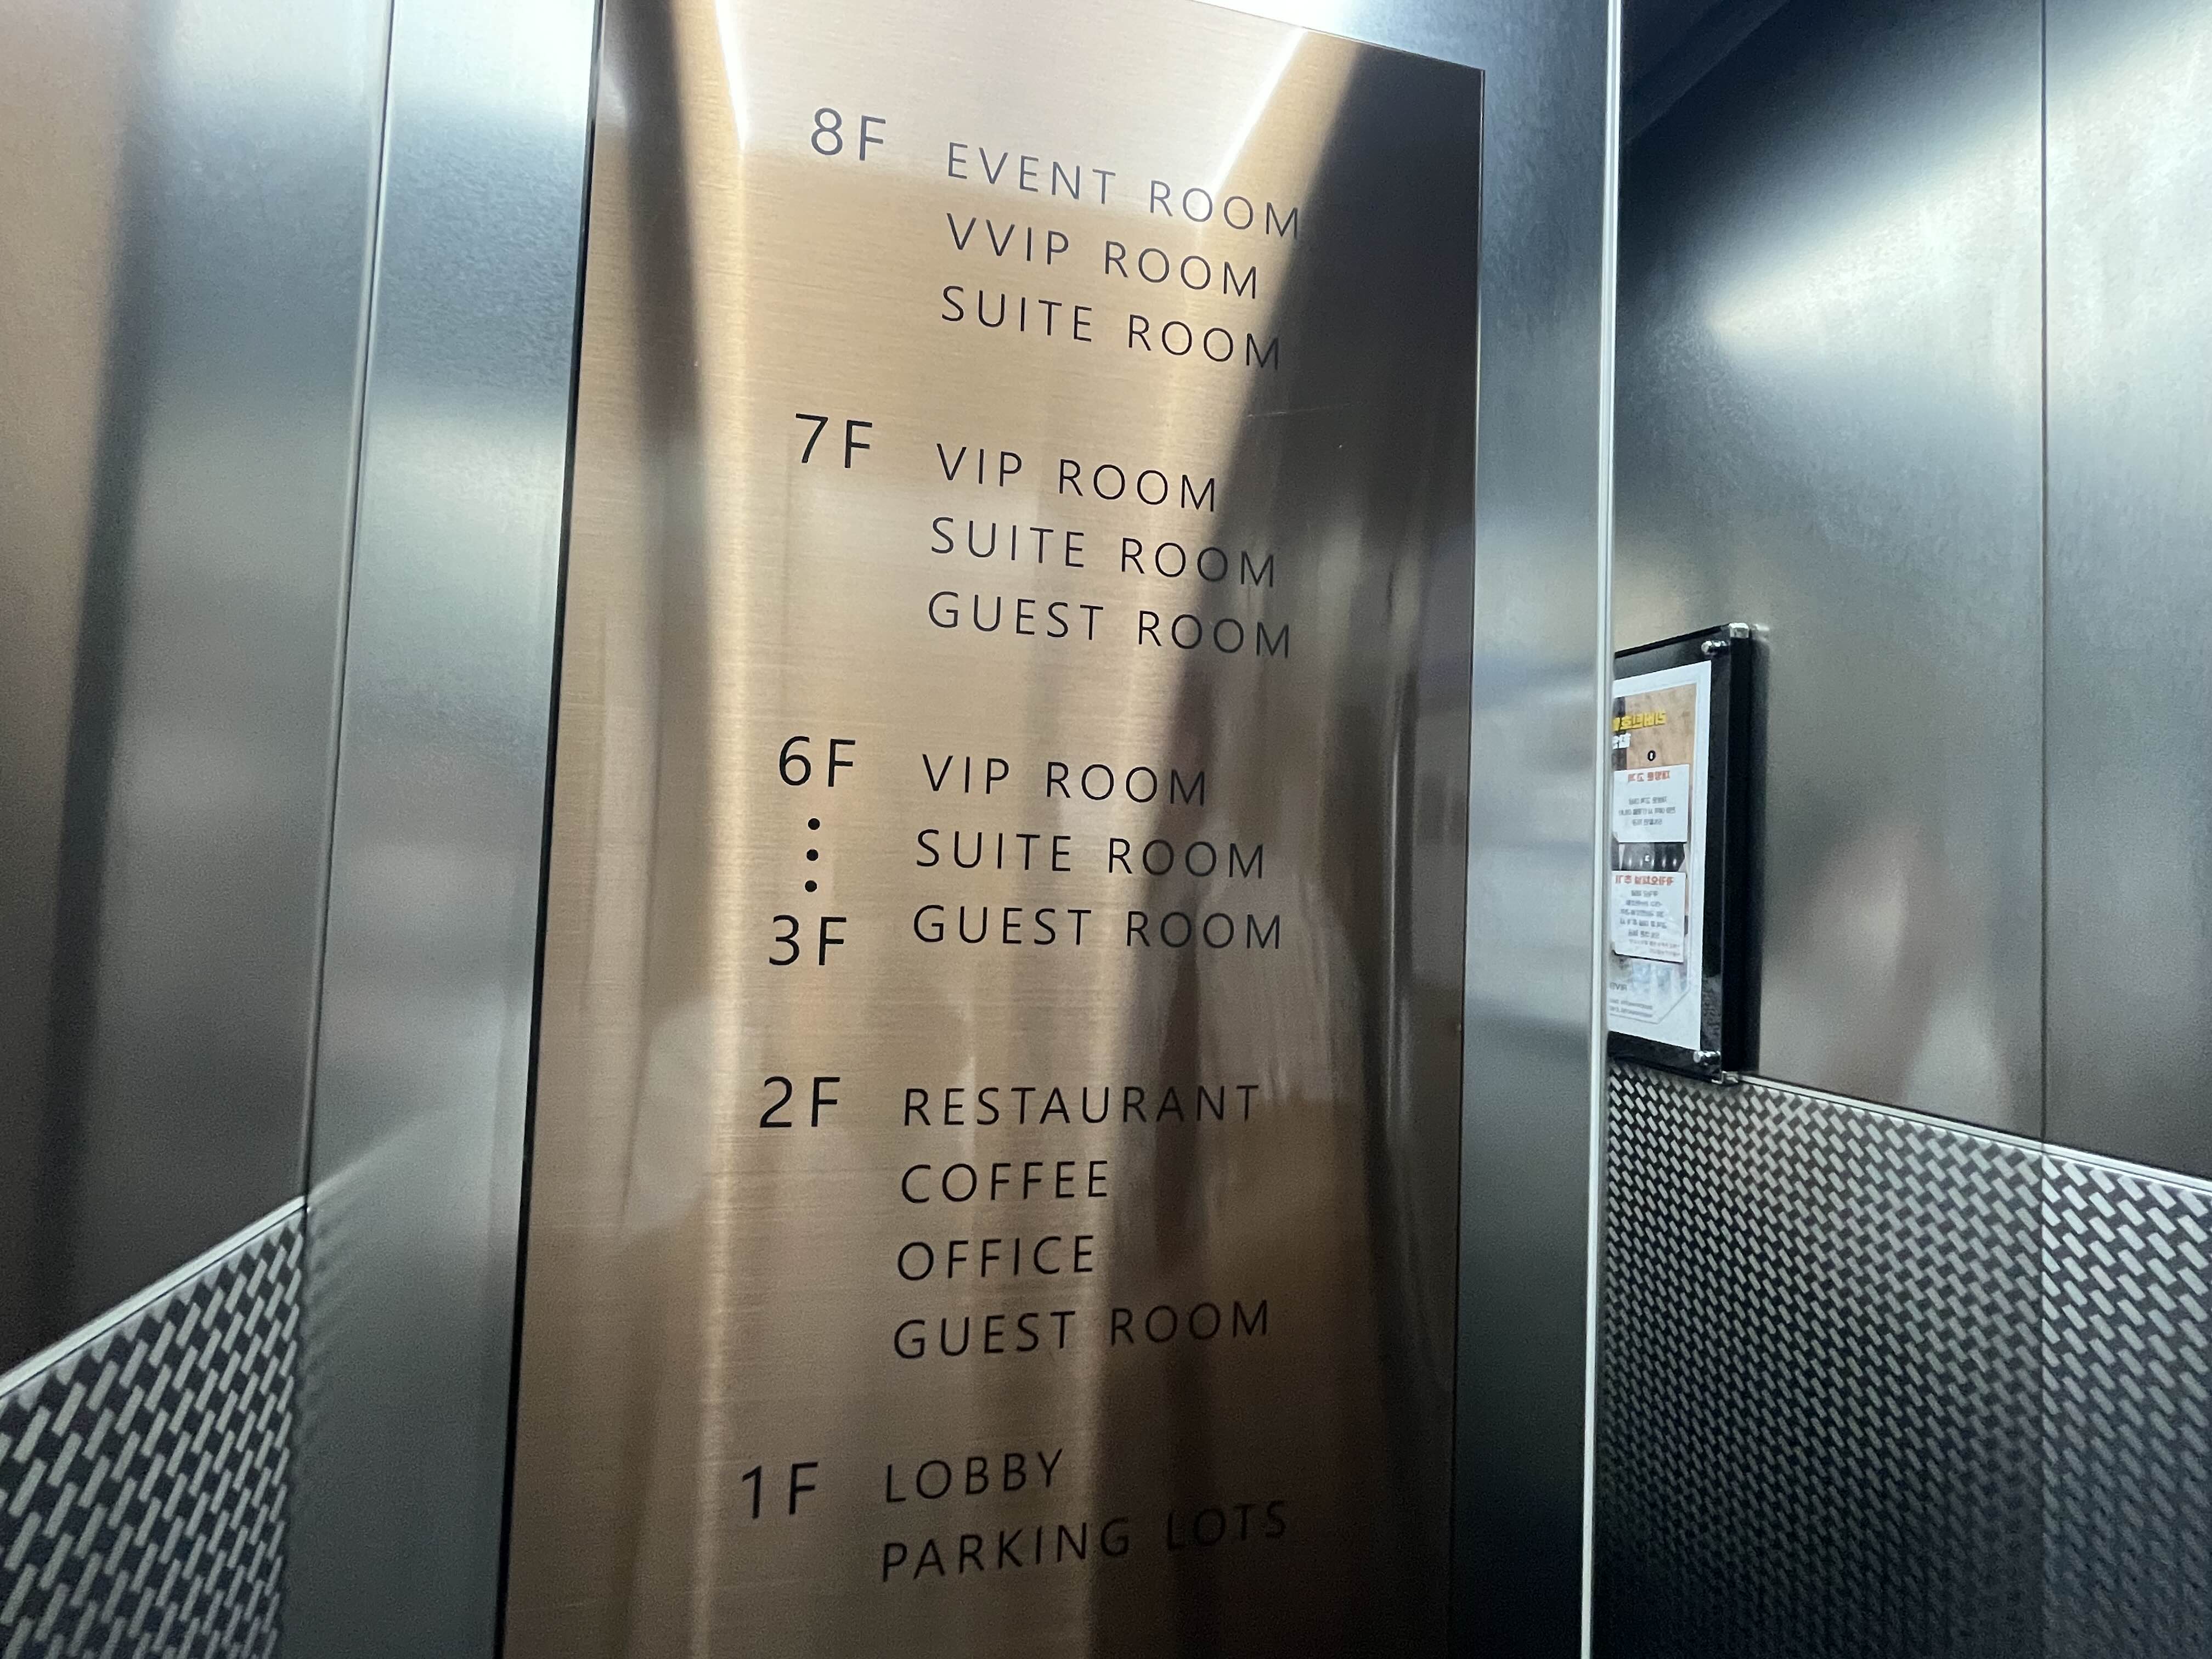 8F EVENT ROOM
VVIP ROOM
SUITE ROOM
7F VIP ROOM
SUITE ROOM
GUEST ROOM
6F VIP ROOM
SUITE ROOM
3F GUEST ROOM
2F RESTAURANT
COFFEE
OFFICE
GUEST ROOM
1F LOBBY
PARKING LOTS